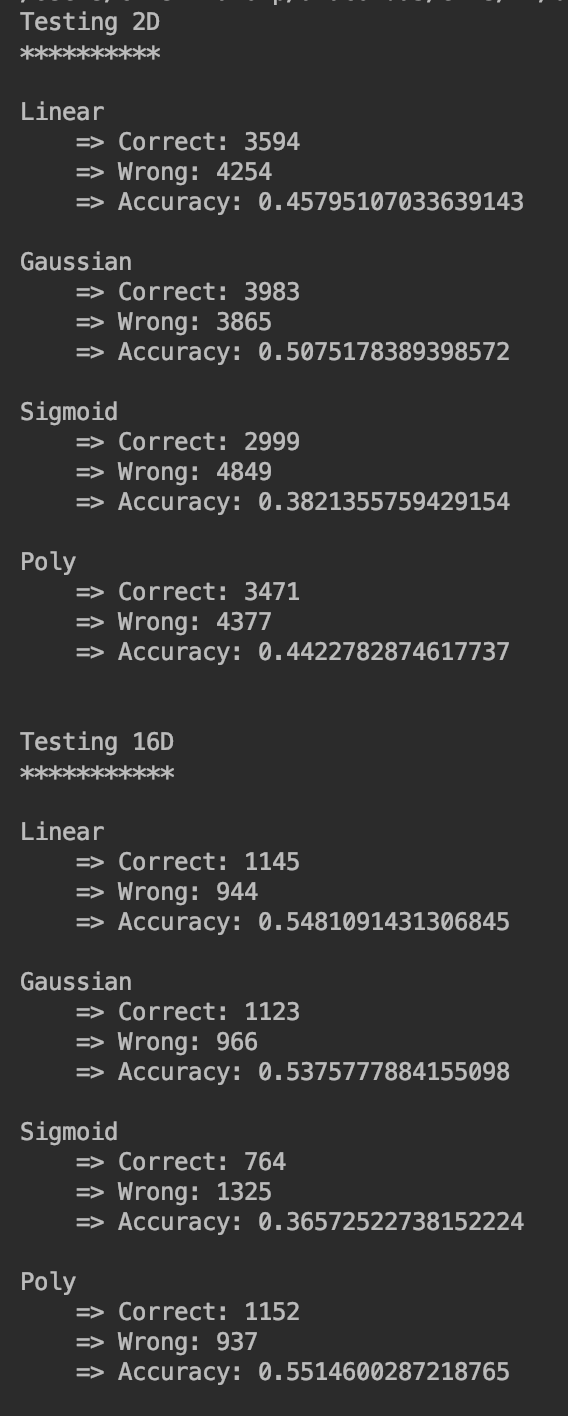 Testing 2D
**********
Linear
=> Correct: 3594
=> Wrong: 4254
=> Accuracy: 0.45795107033639143
Gaussian
=> Correct: 3983
=> Wrong: 3865
=> Accuracy: 0.5075178389398572
Sigmoid
=> Correct: 2999
=> Wrong: 4849
=> Accuracy: 0.3821355759429154
Poly
=> Correct: 3471
=> Wrong: 4377
=> Accuracy: 0.4422782874617737
Testing 16D
***********
Linear
=> Correct: 1145
=> Wrong: 944
=> Accuracy: 0.5481091431306845
Gaussian
=> Correct: 1123
=> Wrong: 966
=> Accuracy: 0.5375777884155098
Sigmoid
=> Correct: 764
=> Wrong: 1325
=> Accuracy: 0.36572522738152224
Poly
=> Correct: 1152
=> Wrong: 937
=> Accuracy: 0.5514600287218765